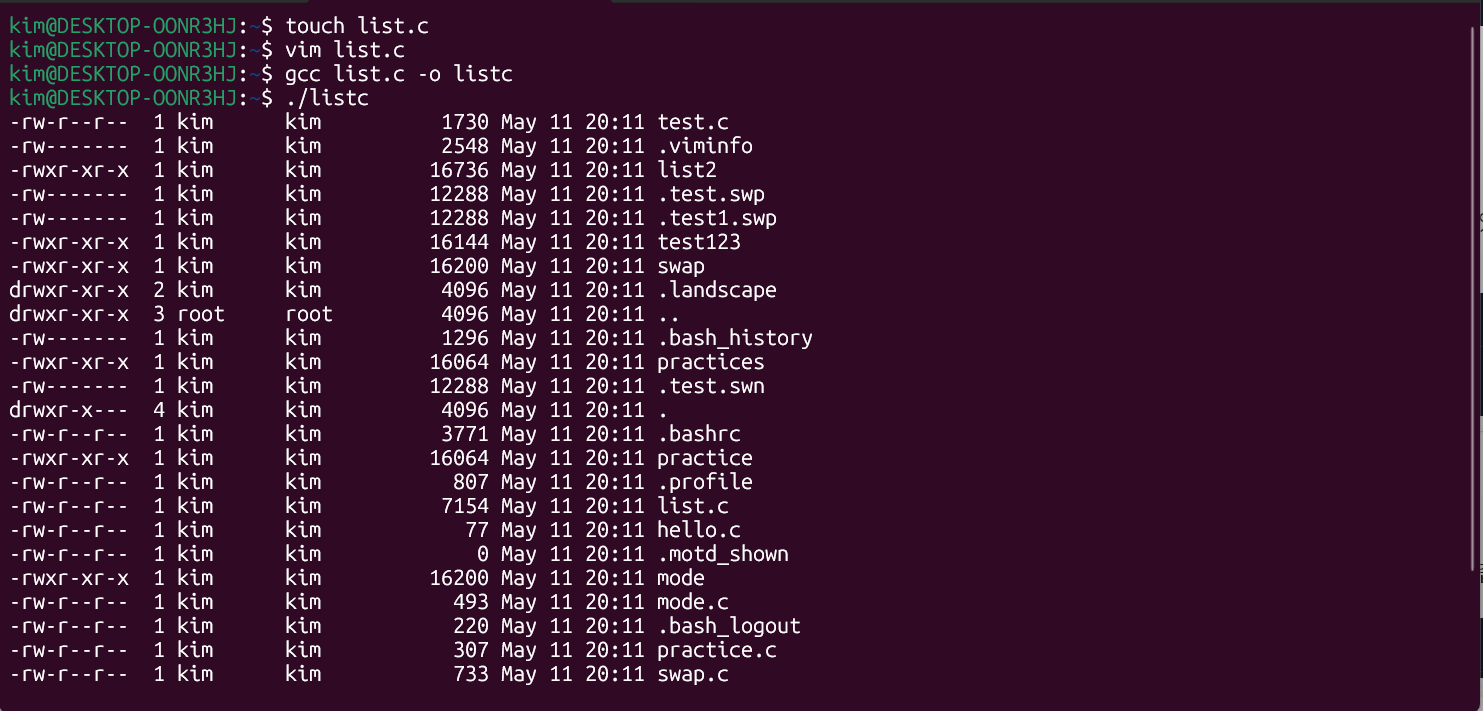 kim@DESKTOP-OONR3HJ:~$ touch list.c
kim@DESKTOP-OONR3HJ:~$ vim list.c
kim@DESKTOP-OONR3HJ:~$ gcc list.c -o listc
kim@DESKTOP-OONR3HJ:~$ ./listc
-rw-r--r--  1 kim      kim          1730 May 11 20:11 test.c
-rw-------  1 kim      kim          2548 May 11 20:11 .viminfo
-rwxr-xr-x  1 kim      kim         16736 May 11 20:11 list2
-rw-------  1 kim      kim         12288 May 11 20:11 .test.swp
-rw-------  1 kim      kim         12288 May 11 20:11 .test1.swp
-rwxr-xr-x  1 kim      kim         16144 May 11 20:11 test123
-rwxr-xr-x  1 kim      kim         16200 May 11 20:11 swap
drwxr-xr-x  2 kim      kim          4096 May 11 20:11 .landscape
drwxr-xr-x  3 root     root         4096 May 11 20:11 ..
-rw-------  1 kim      kim          1296 May 11 20:11 .bash_history
-rwxr-xr-x  1 kim      kim         16064 May 11 20:11 practices
-rw-------  1 kim      kim         12288 May 11 20:11 .test.swn
drwxr-x---  4 kim      kim          4096 May 11 20:11 .
-rw-r--r--  1 kim      kim          3771 May 11 20:11 .bashrc
-rwxr-xr-x  1 kim      kim         16064 May 11 20:11 practice
-rw-r--r--  1 kim      kim           807 May 11 20:11 .profile
-rw-r--r--  1 kim      kim          7154 May 11 20:11 list.c
-rw-r--r--  1 kim      kim            77 May 11 20:11 hello.c
-rw-r--r--  1 kim      kim             0 May 11 20:11 .motd_shown
-rwxr-xr-x  1 kim      kim         16200 May 11 20:11 mode
-rw-r--r--  1 kim      kim           493 May 11 20:11 mode.c
-rw-r--r--  1 kim      kim           220 May 11 20:11 .bash_logout
-rw-r--r--  1 kim      kim           307 May 11 20:11 practice.c
-rw-r--r--  1 kim      kim           733 May 11 20:11 swap.c